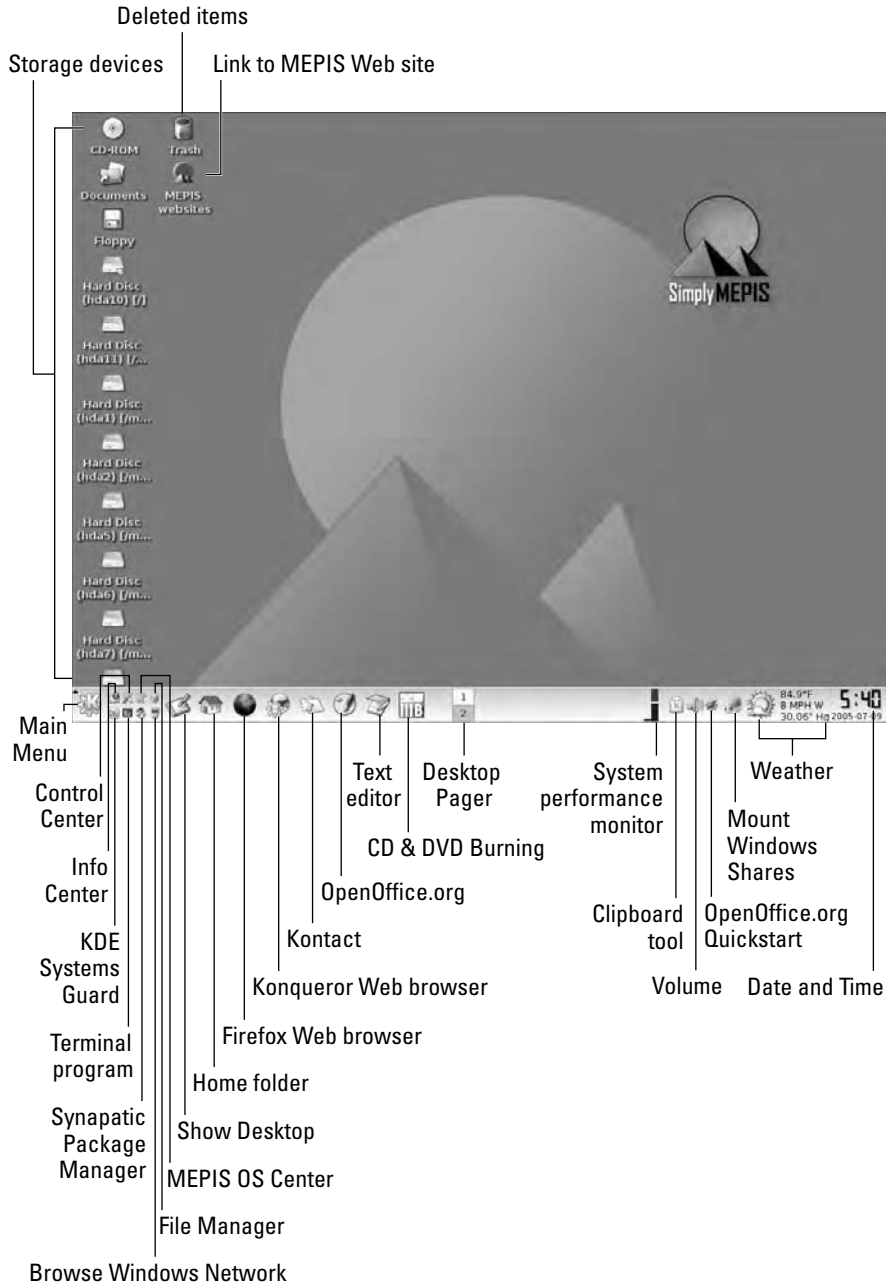 Deleted items
Storage devices
Link to MEPIS Web site
CD-ROM
Trash
Documents
MEPIS
websites
Floppy
Hard Disc
(hda10) [/]
Hard Disc
(hda11) [/...
Hard Disc
(hda1) [/m...
Hard Disc
(hda2) [/m...
Hard Disc
(hda5) [/m...
Hard Disc
(hda6) [/m...
Hard Disc
(hda7) [/m...
SimplyMEPIS
1
2
84.9°F
8 MPH W
30.06" Hg
5:40
2005-07-09
Main
Menu
Control
Center
Info
Center
KDE
Systems
Guard
Terminal
program
Synapatic
Package
Manager
Browse Windows Network
File Manager
MEPIS OS Center
Show Desktop
Home folder
Firefox Web browser
Konqueror Web browser
Kontact
OpenOffice.org
Text
editor
CD & DVD Burning
Desktop
Pager
System
performance
monitor
Clipboard
tool
Volume
OpenOffice.org
Quickstart
Mount
Windows
Shares
Weather
Date and Time